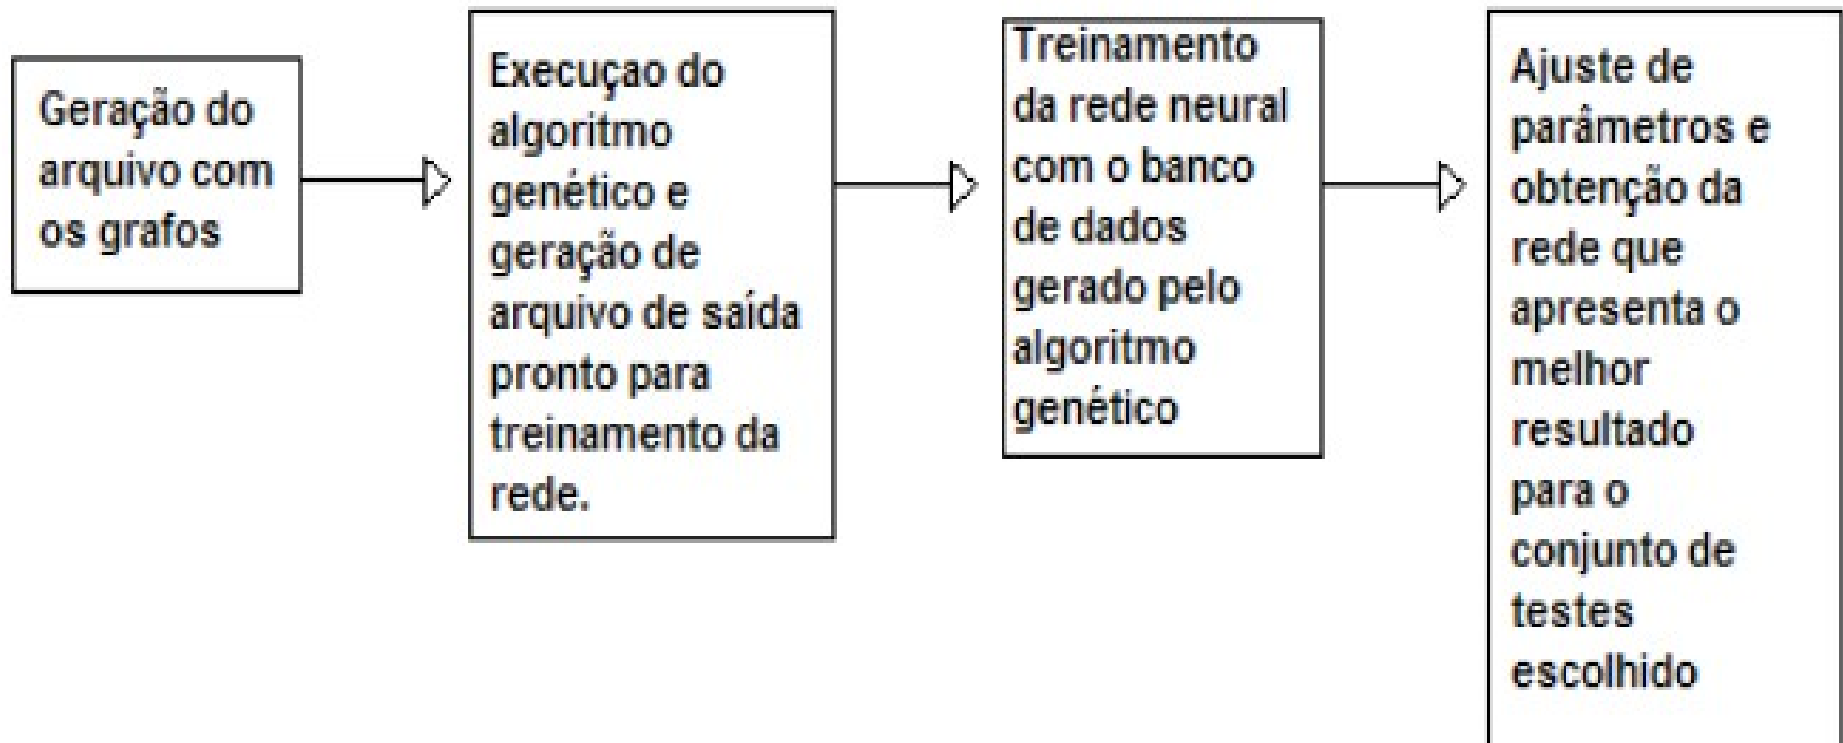 Geração do
arquivo com
os grafos
Execuçao do
algoritmo
genético e
geração de
arquivo de saída
pronto para
treinamento da
rede.
Treinamento
da rede neural
com o banco
de dados
gerado pelo
algoritmo
genético
Ajuste de
parâmetros e
obtenção da
rede que
apresenta o
melhor
resultado
para o
conjunto de
testes
escolhido